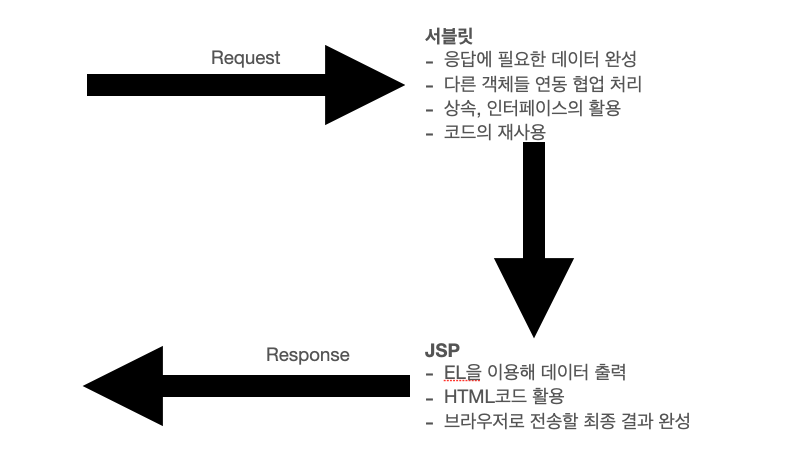 Request
서블릿
- 응답에 필요한 데이터 완성
- 다른 객체들 연동 협업 처리
- 상속, 인터페이스의 활용
- 코드의 재사용
Response
JSP
- EL을 이용해 데이터 출력
- HTML코드 활용
- 브라우저로 전송할 최종 결과 완성